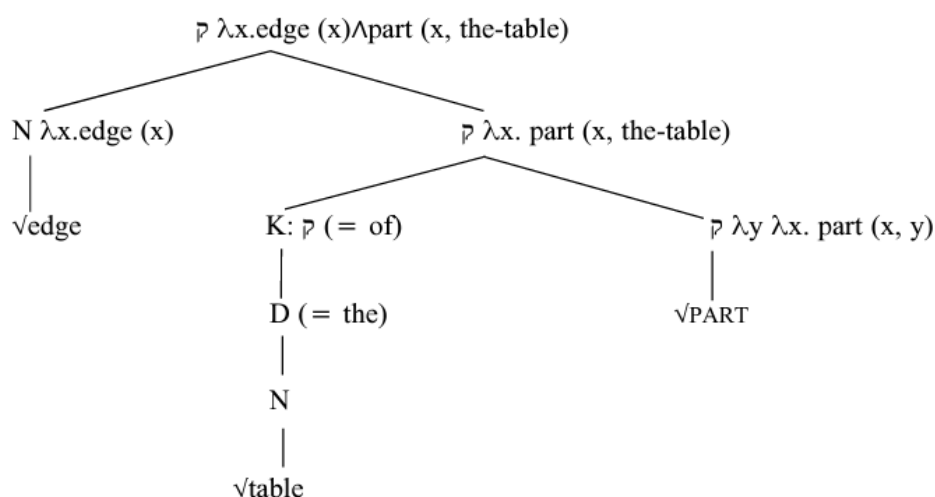 ק λx.edge (x)∧part (x, the-table)
N λx.edge (x)
ק λx. part (x, the-table)
√edge
K: ק (= of)
ק λy λx. part (x, y)
D (= the)
√PART
N
√table